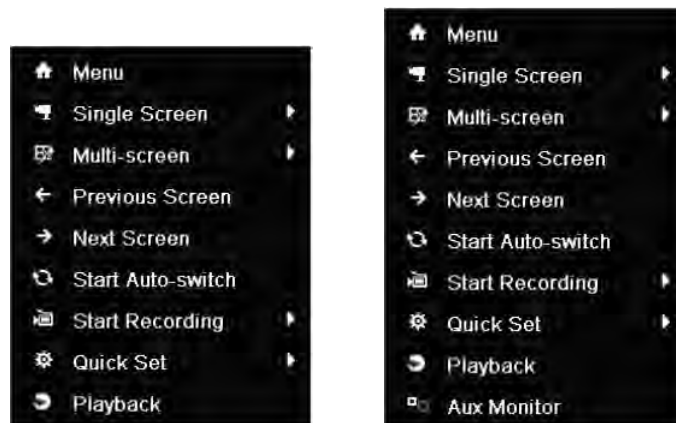 Menu
Single Screen
Multi-screen
Previous Screen
Next Screen
Start Auto-switch
Start Recording
Quick Set
Playback
Menu
Single Screen
Multi-screen
Previous Screen
Next Screen
Start Auto-switch
Start Recording
Quick Set
Playback
Aux Monitor